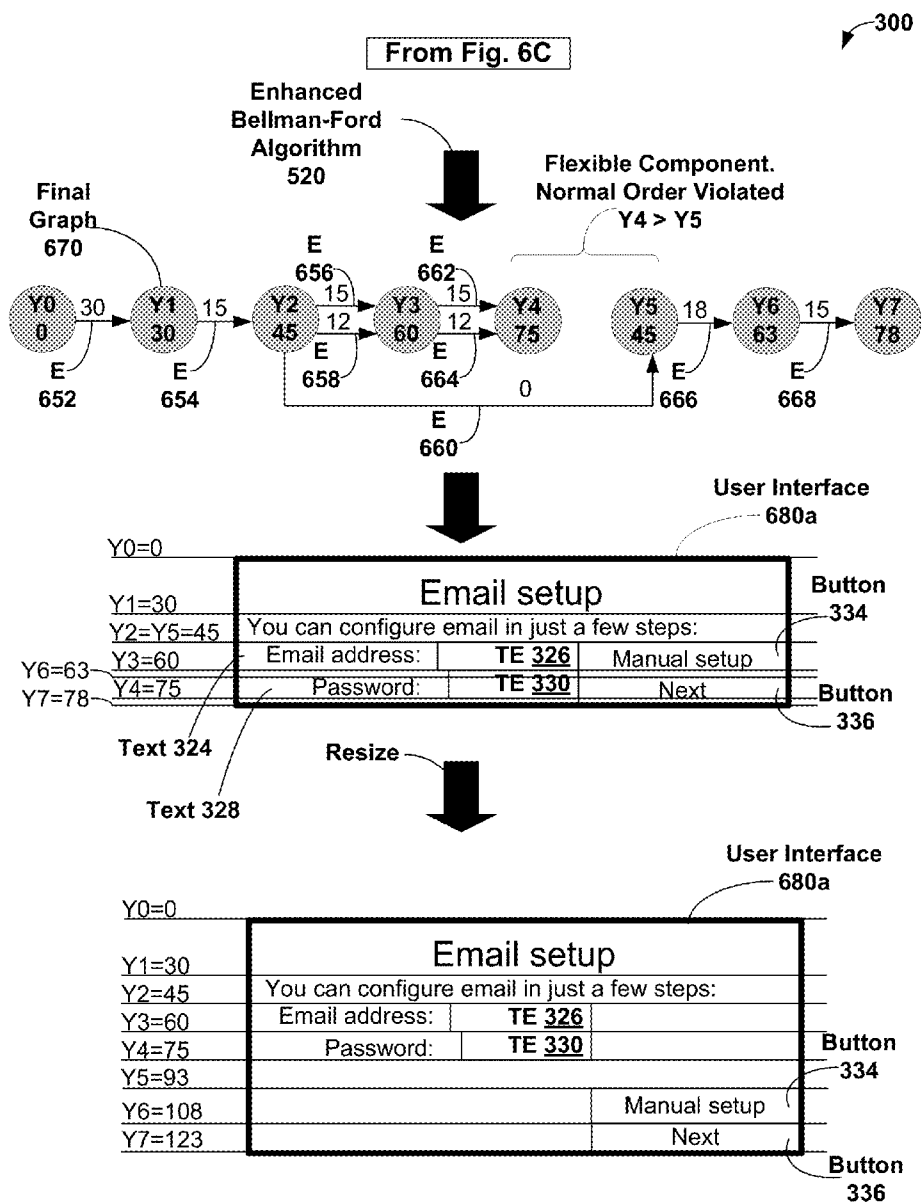 300
From Fig. 6C
Enhanced
Bellman-Ford
Algorithm
520
Flexible Component.
Normal Order Violated
Y4 > Y5
Final
Graph
670
E
656
E
662
Y0
0
30
Y1
30
15
Y2
45
15
12
Y3
60
15
12
Y4
75
Y5
45
18
Y6
63
15
Y7
78
E
652
E
654
E
658
E
664
0
E
666
E
668
E
660
User Interface
680a
Y0=0
Email setup
Y1=30
Button
334
Y2=Y5=45
You can configure email in just a few steps:
Y3=60
Email address:
TE 326
Manual setup
Y6=63
Y4=75
Password:
TE 330
Next
Y7=78
Button
336
Text 324
Resize
Text 328
User Interface
680a
Y0=0
Email setup
Y1=30
Y2=45
You can configure email in just a few steps:
Y3=60
Email address:
TE 326
Y4=75
Password:
TE 330
Button
334
Y5=93
Y6=108
Manual setup
Y7=123
Next
Button
336